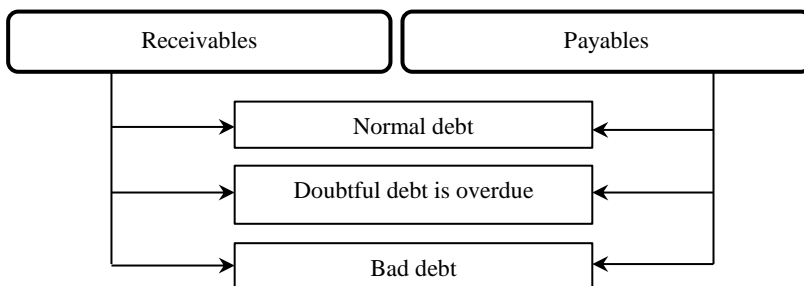 Receivables
Payables
Normal debt
Doubtful debt is overdue
Bad debt